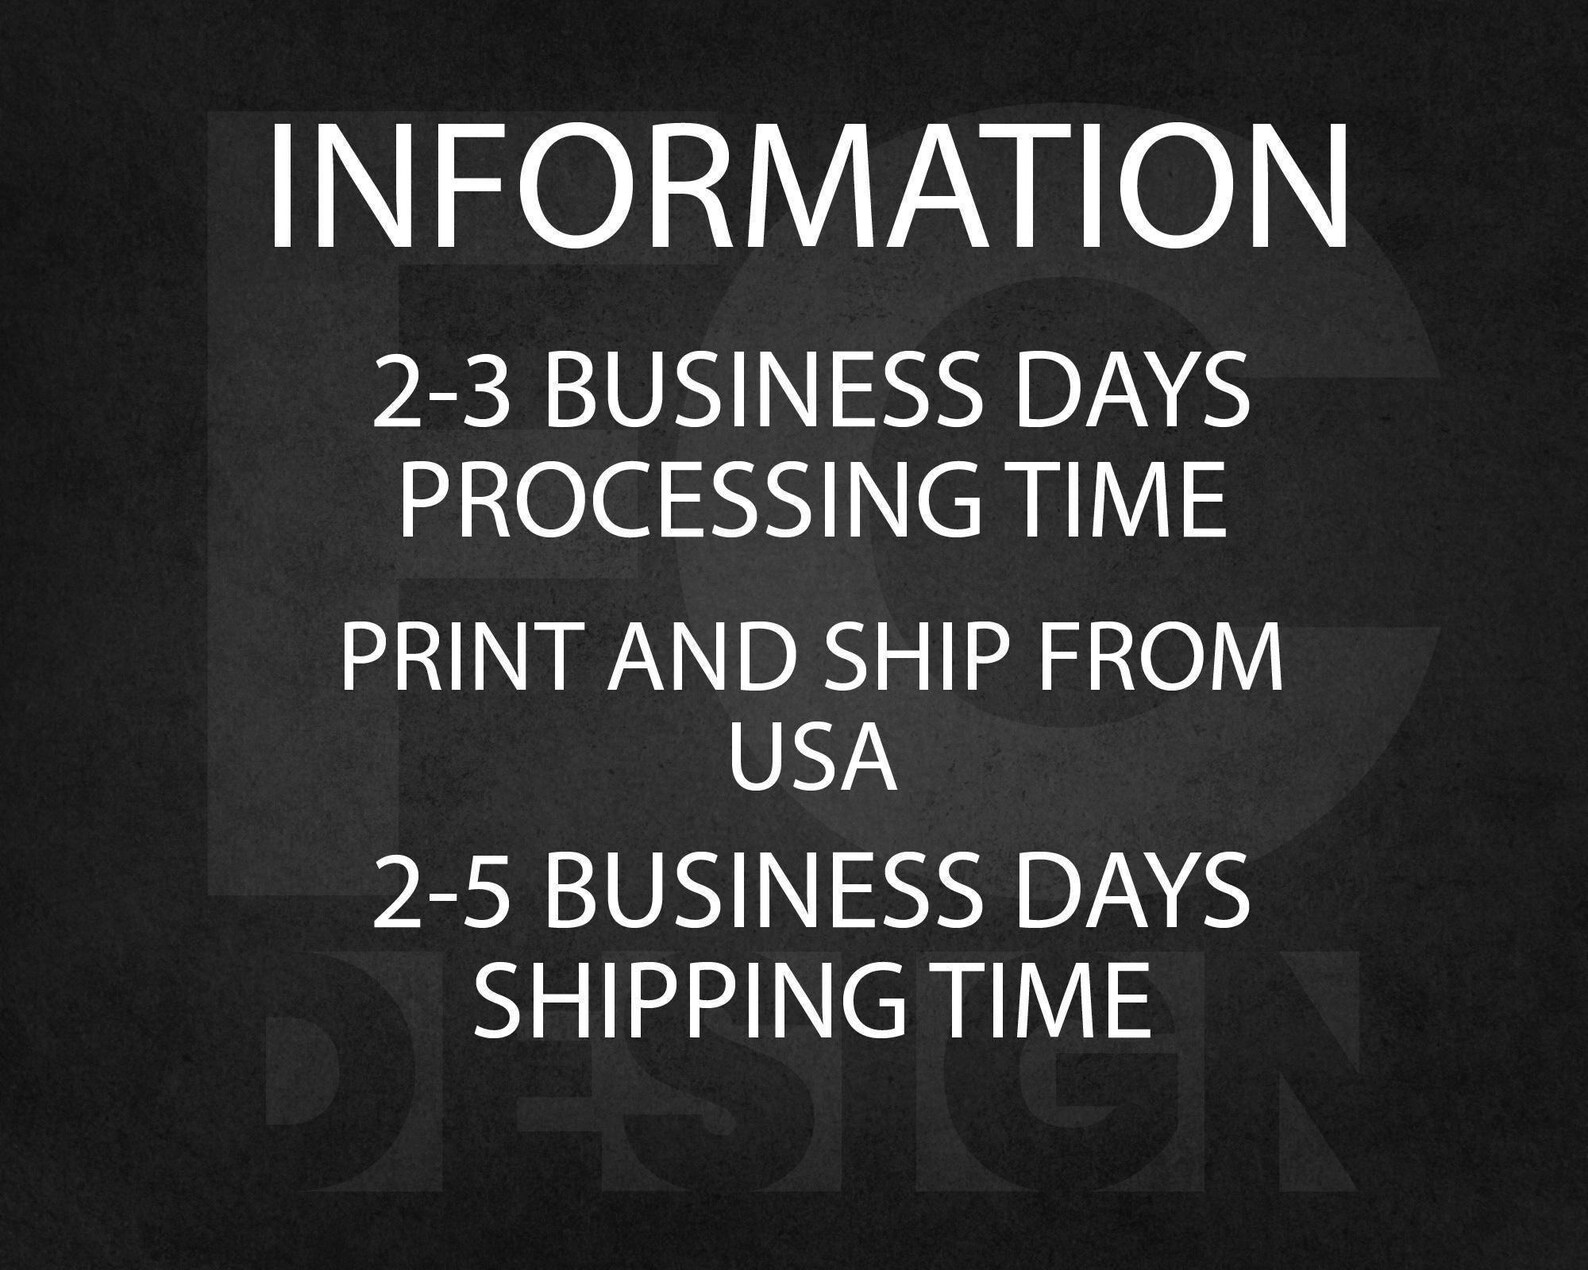 INFORMATION
2-3 BUSINESS DAYS
PROCESSING TIME
PRINT AND SHIP FROM
USA
2-5 BUSINESS DAYS
SHIPPING TIME
FC
DESIGN